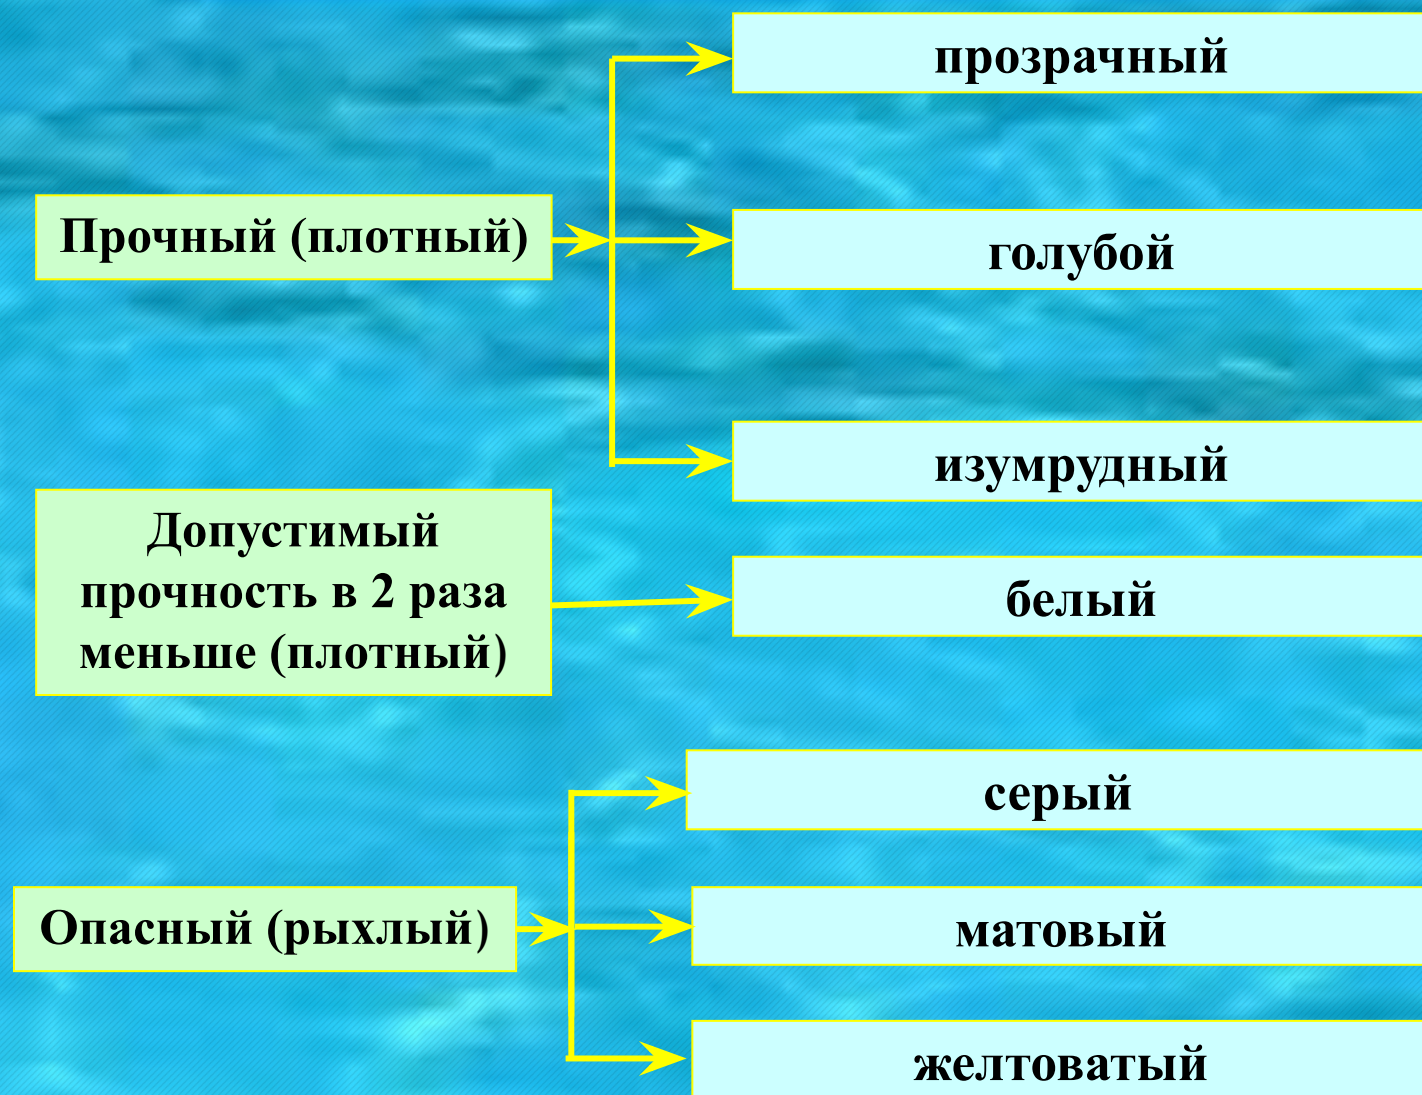 Прочный (плотный)
прозрачный
голубой
изумрудный
Допустимый
прочность в 2 раза
меньше (плотный)
белый
Опасный (рыхлый)
серый
матовый
желтоватый